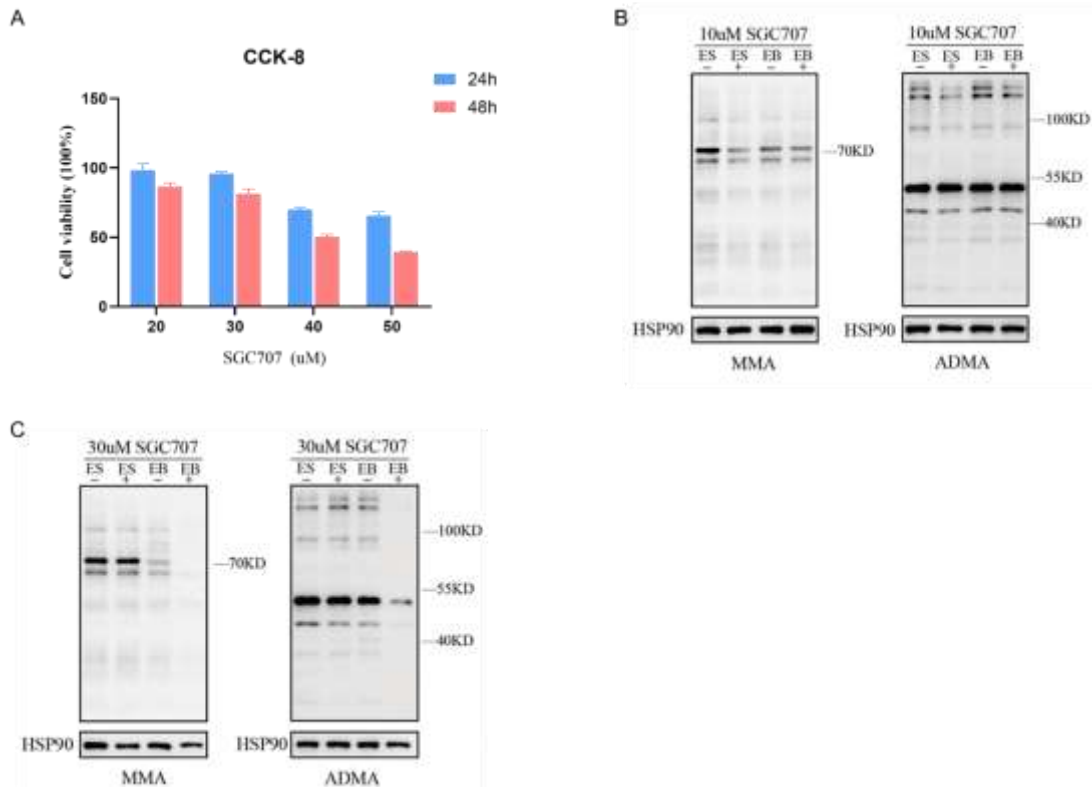 A
CCK-8
24h
48h
Cell viability (100%)
150
100
50
0
20 30 40 50
SGC707 (uM)
B
10uM SGC707
ES ES EB EB
− + − +
70KD
HSP90
MMA
10uM SGC707
ES ES EB EB
− + − +
100KD
55KD
40KD
HSP90
ADMA
C
30uM SGC707
ES ES EB EB
− + − +
70KD
HSP90
MMA
30uM SGC707
ES ES EB EB
− + − +
100KD
55KD
40KD
HSP90
ADMA